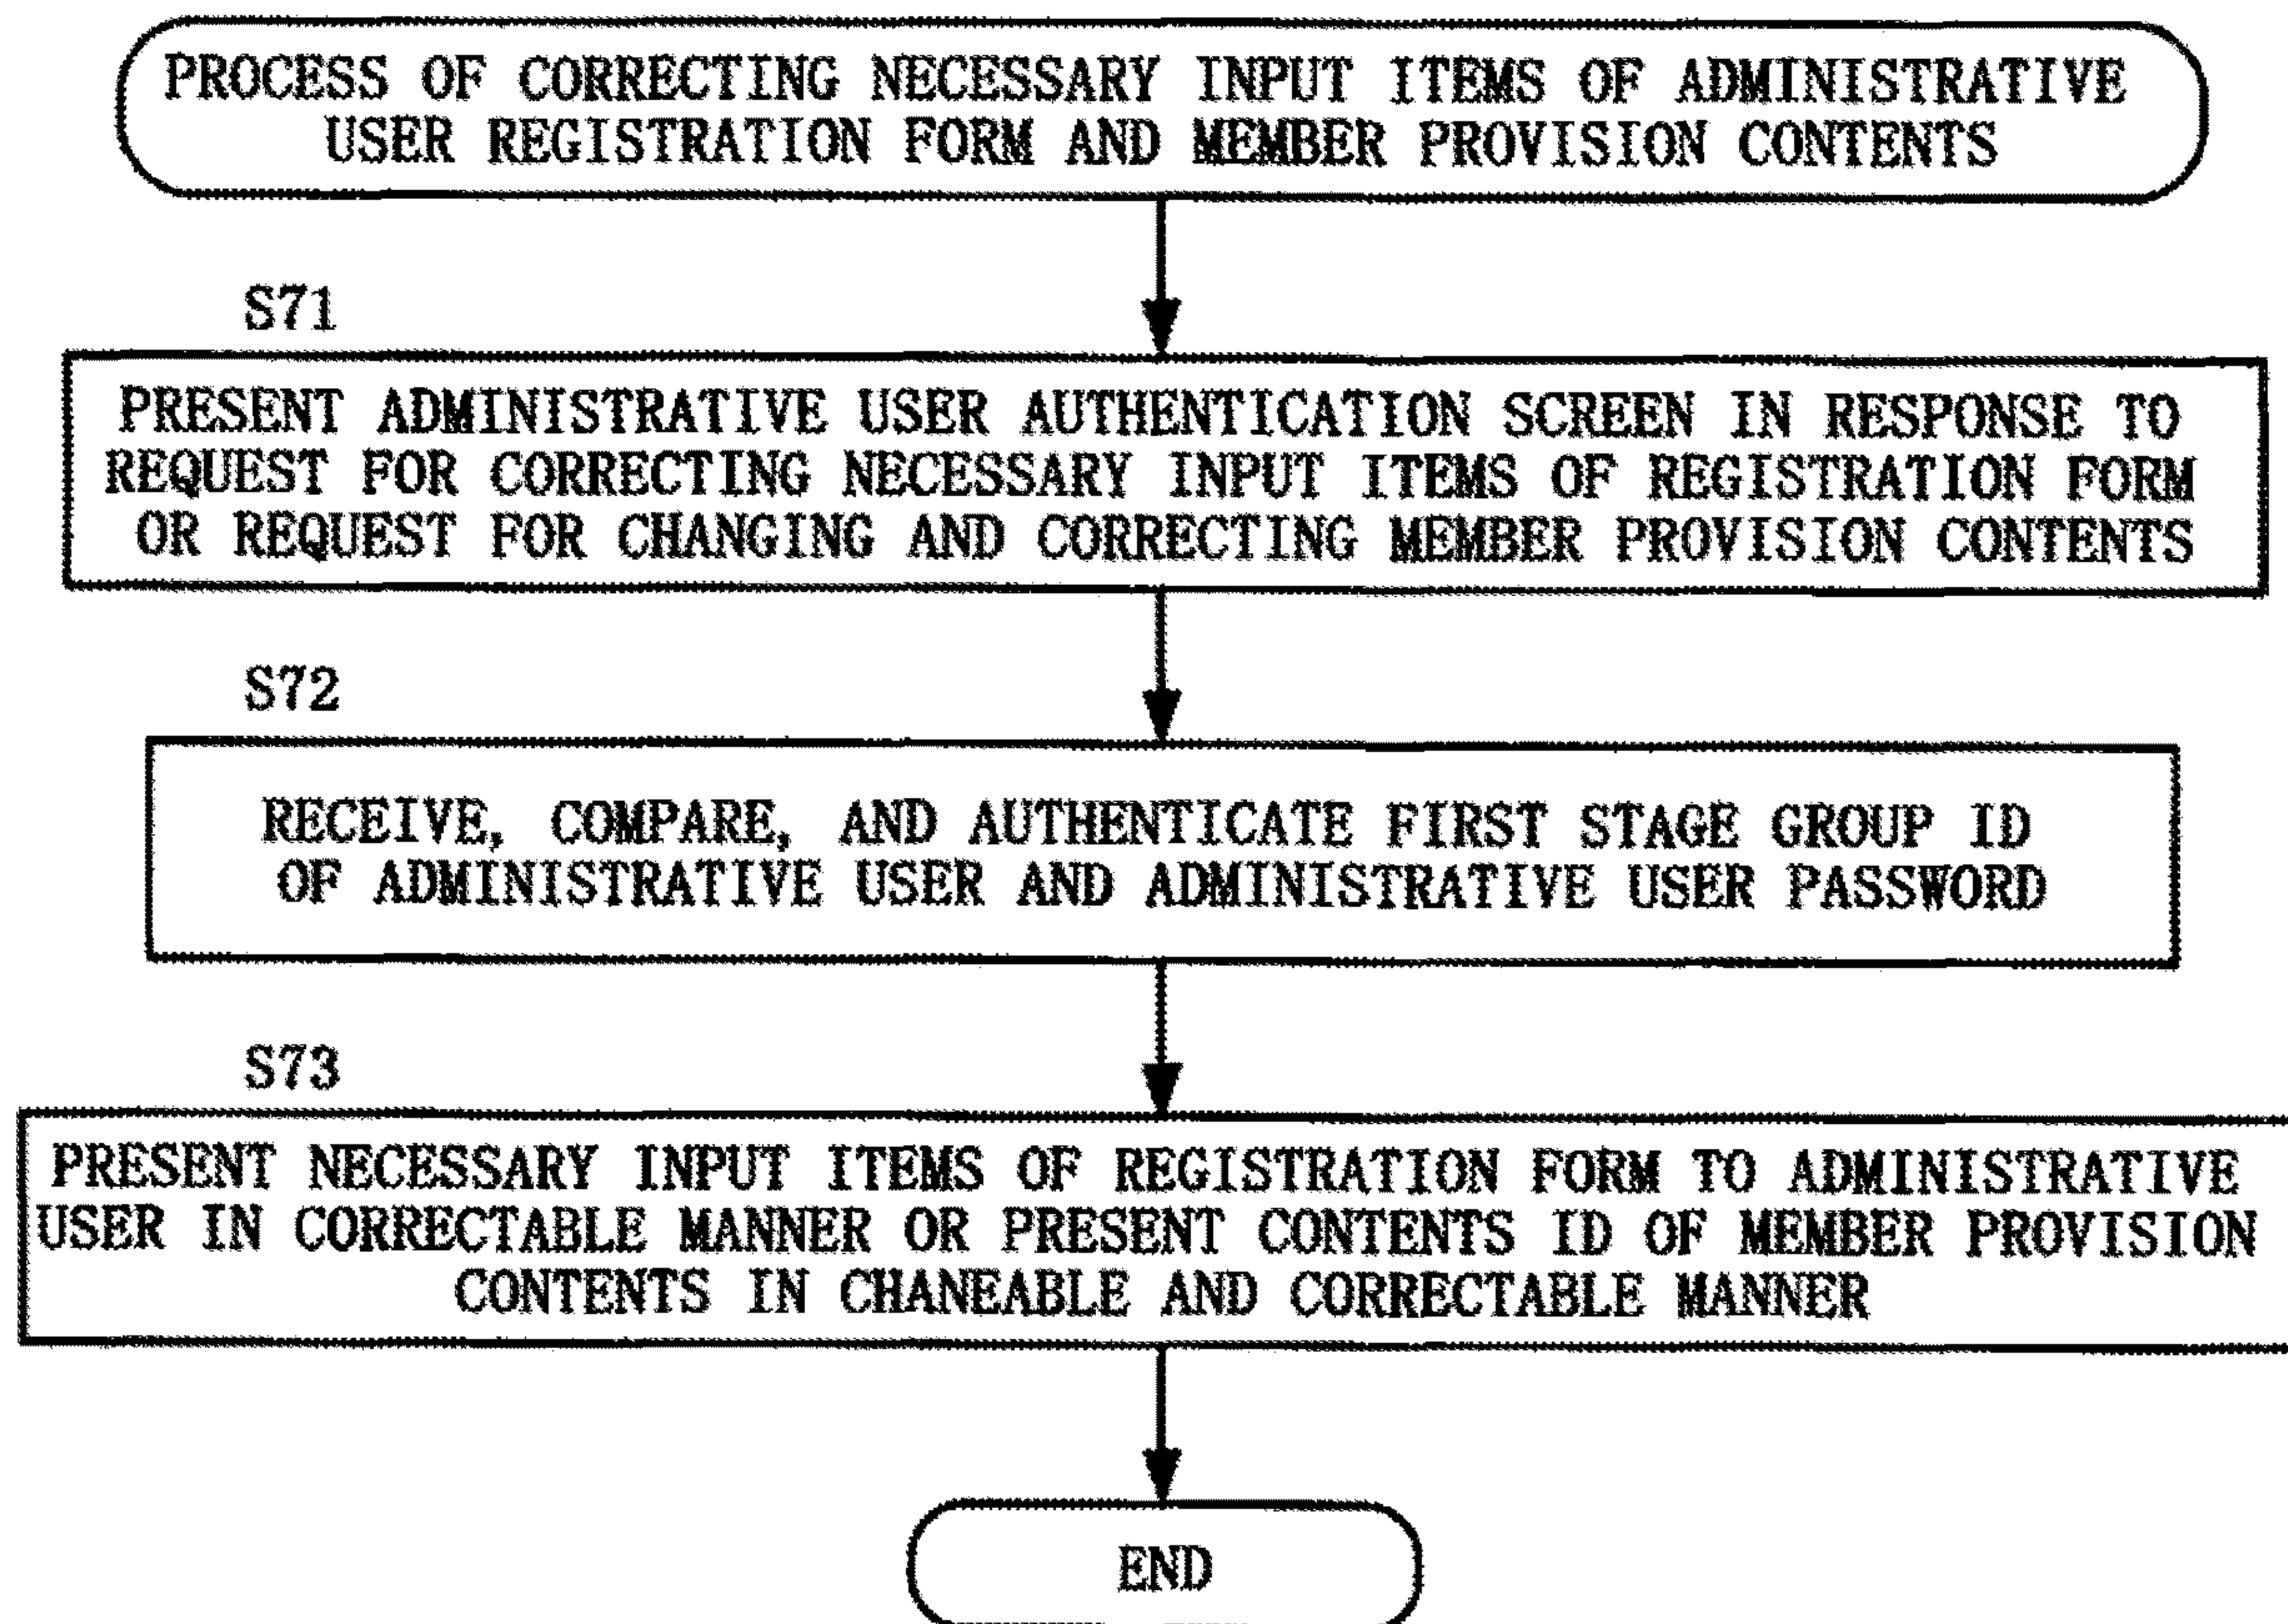 PROCESS OF CORRECTING NECESSARY INPUT ITEMS OF ADMINISTRATIVE
USER REGISTRATION FORM AND MEMBER PROVISION CONTENTS
S71
PRESENT ADMINISTRATIVE USER AUTHENTICATION SCREEN IN RESPONSE TO
REQUEST FOR CORRECTING NECESSARY INPUT ITEMS OF REGISTRATION FORM
OR REQUEST FOR CHANGING AND CORRECTING MEMBER PROVISION CONTENTS
S72
RECEIVE, COMPARE, AND AUTHENTICATE FIRST STAGE GROUP ID
OF ADMINISTRATIVE USER AND ADMINISTRATIVE USER PASSWORD
S73
PRESENT NECESSARY INPUT ITEMS OF REGISTRATION FORM TO ADMINISTRATIVE
USER IN CORRECTABLE MANNER OR PRESENT CONTENTS ID OF MEMBER PROVISION
CONTENTS IN CHANEABLE AND CORRECTABLE MANNER
END